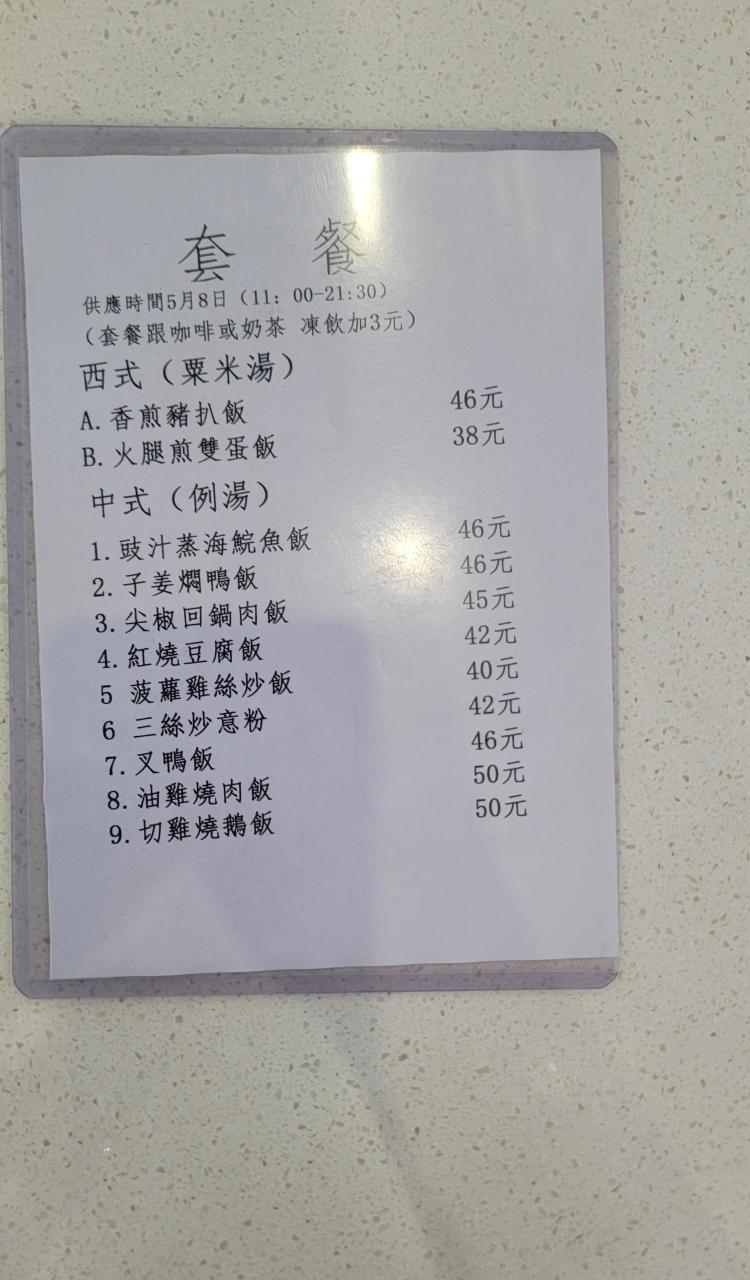 套 餐
供應時間5月8日（11：00-21:30）
（套餐跟咖啡或奶茶 凍飲加3元）
西式（粟米湯）
A.香煎豬扒飯 46元
B.火腿煎雙蛋飯 38元
中式（例湯）
1.豉汁蒸海鯇魚飯 46元
2.子姜燜鴨飯 46元
3.尖椒回鍋肉飯 45元
4.紅燒豆腐飯 42元
5 菠蘿雞絲炒飯 40元
6 三絲炒意粉 42元
7.叉鴨飯 46元
8.油雞燒肉飯 50元
9.切雞燒鵝飯 50元